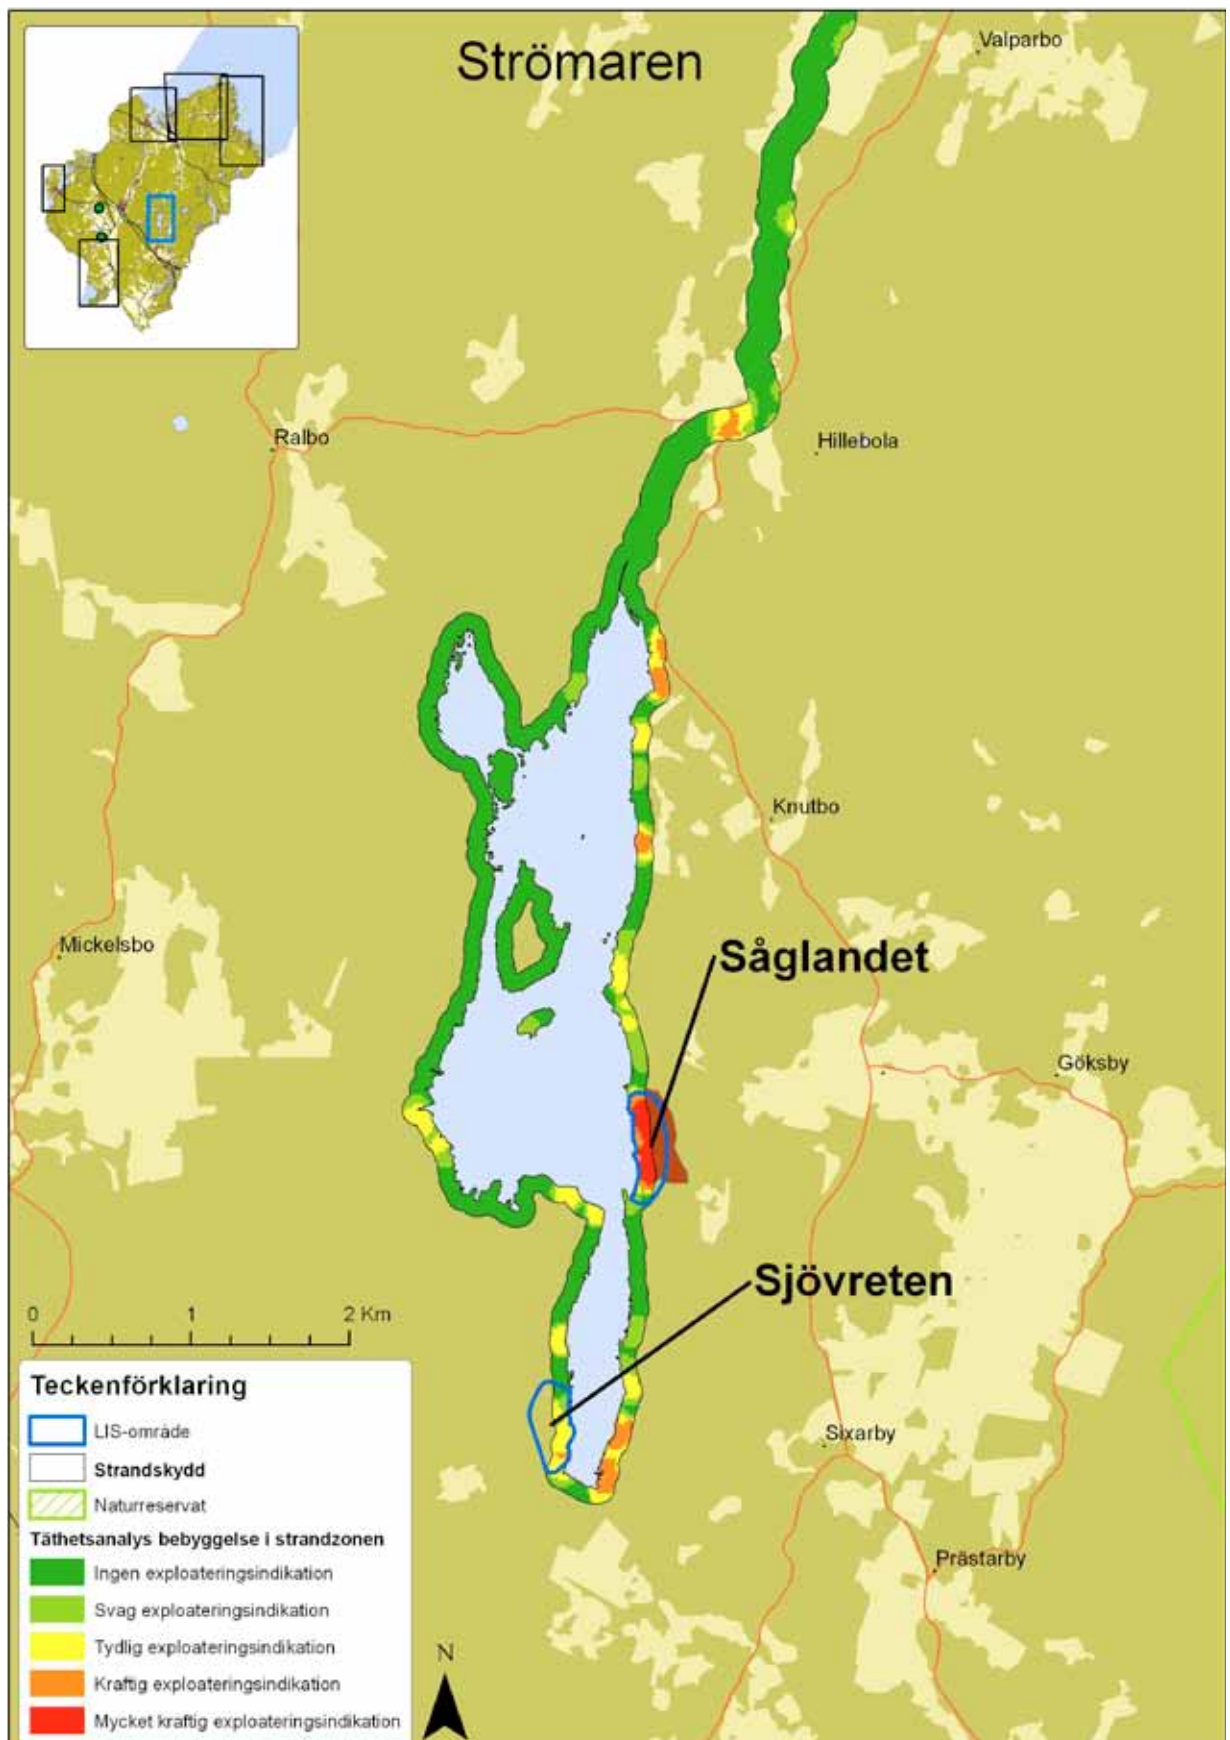 Strömaren
Valparbo
Ralbo
Hillebola
Knutbo
Mickelsbo
Såglandet
Göksby
Sjövreten
0 1 2 Km
Teckenförklaring
LIS-område
Strandskydd
Naturreservat
Täthetsanalys bebyggelse i strandzonen
Ingen exploateringsindikation
Svag exploateringsindikation
Tydlig exploateringsindikation
Kraftig exploateringsindikation
Mycket kraftig exploateringsindikation
Sixarby
Prästarby
N